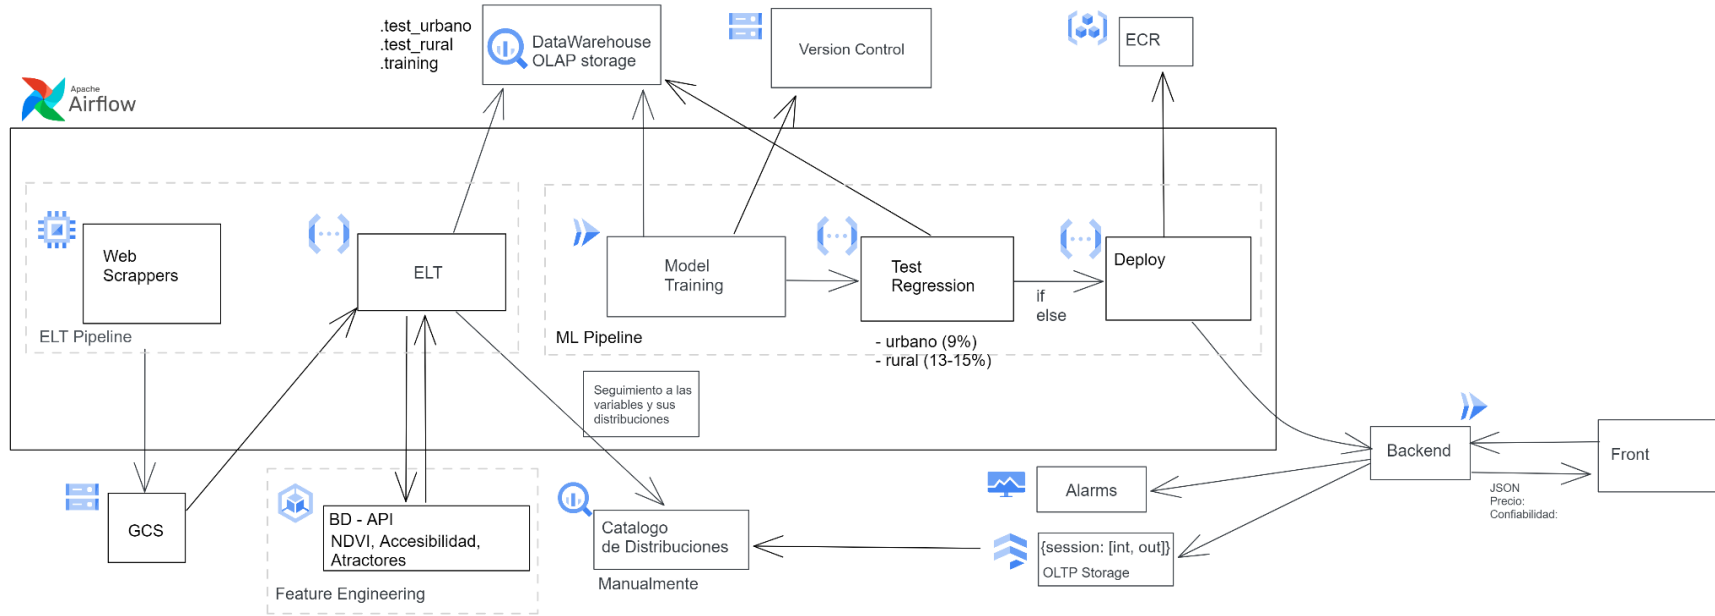 .test_urbano
.test_rural
.training
DataWarehouse
OLAP storage
Version Control
ECR
Apache
Airflow
Web
Scrappers
ELT
ELT Pipeline
Model
Training
Test
Regression
if
else
Deploy
ML Pipeline
- urbano (9%)
- rural (13-15%)
Seguimiento a las
variables y sus
distribuciones
GCS
BD - API
NDVI, Accesibilidad,
Atractores
Feature Engineering
Catalogo
de Distribuciones
Manualmente
Alarms
{session: [int, out]}
OLTP Storage
Backend
JSON
Precio:
Confiabilidad:
Front